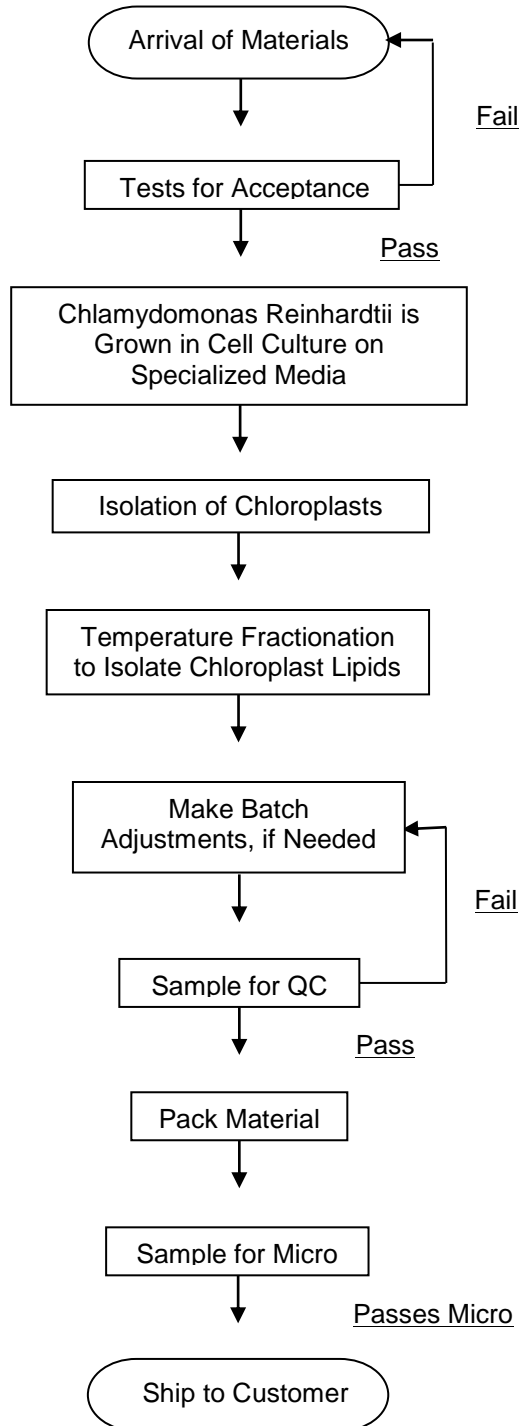 Arrival of Materials
Fail
Tests for Acceptance
Pass
Chlamydomonas Reinhardtii is
Grown in Cell Culture on
Specialized Media
Isolation of Chloroplasts
Temperature Fractionation
to Isolate Chloroplast Lipids
Make Batch
Adjustments, if Needed
Fail
Sample for QC
Pass
Pack Material
Sample for Micro
Passes Micro
Ship to Customer